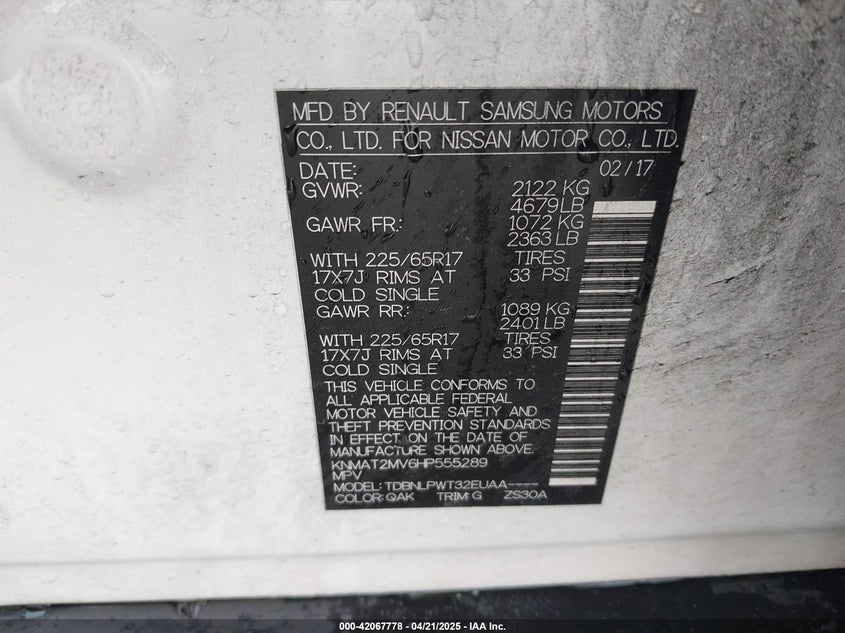 MFD BY RENAULT SAMSUNG MOTORS
CO., LTD. FOR NISSAN MOTOR CO., LTD.
DATE: 02/17
GVWR: 2122 KG
4679 LB
GAWR FR.: 1072 KG
2363 LB
WITH 225/65R17 TIRES
17X7J RIMS AT 33 PSI
COLD SINGLE
GAWR RR.: 1089 KG
2401 LB
WITH 225/65R17 TIRES
17X7J RIMS AT 33 PSI
COLD SINGLE
THIS VEHICLE CONFORMS TO
ALL APPLICABLE FEDERAL
MOTOR VEHICLE SAFETY AND
THEFT PREVENTION STANDARDS
IN EFFECT ON THE DATE OF
MANUFACTURE SHOWN ABOVE.
KNMAT2MV6HP555289
MPV
MODEL: TDBNLPWT32EUAA----
COLOR: QAK TRIM: G ZS30A
000-42067778 - 04/21/2025 - IAA Inc.